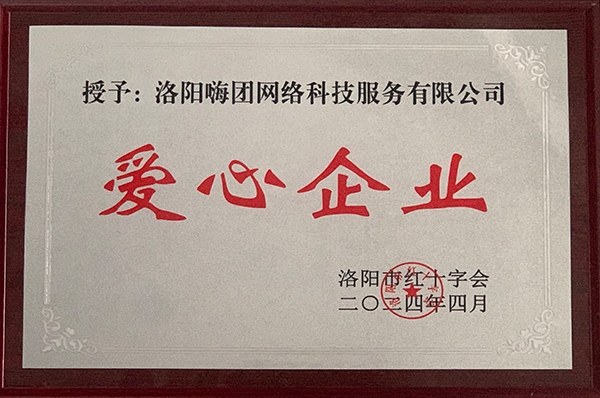 授予：洛阳嗨团网络科技服务有限公司
爱心企业
洛阳市红十字会
二〇二四年四月